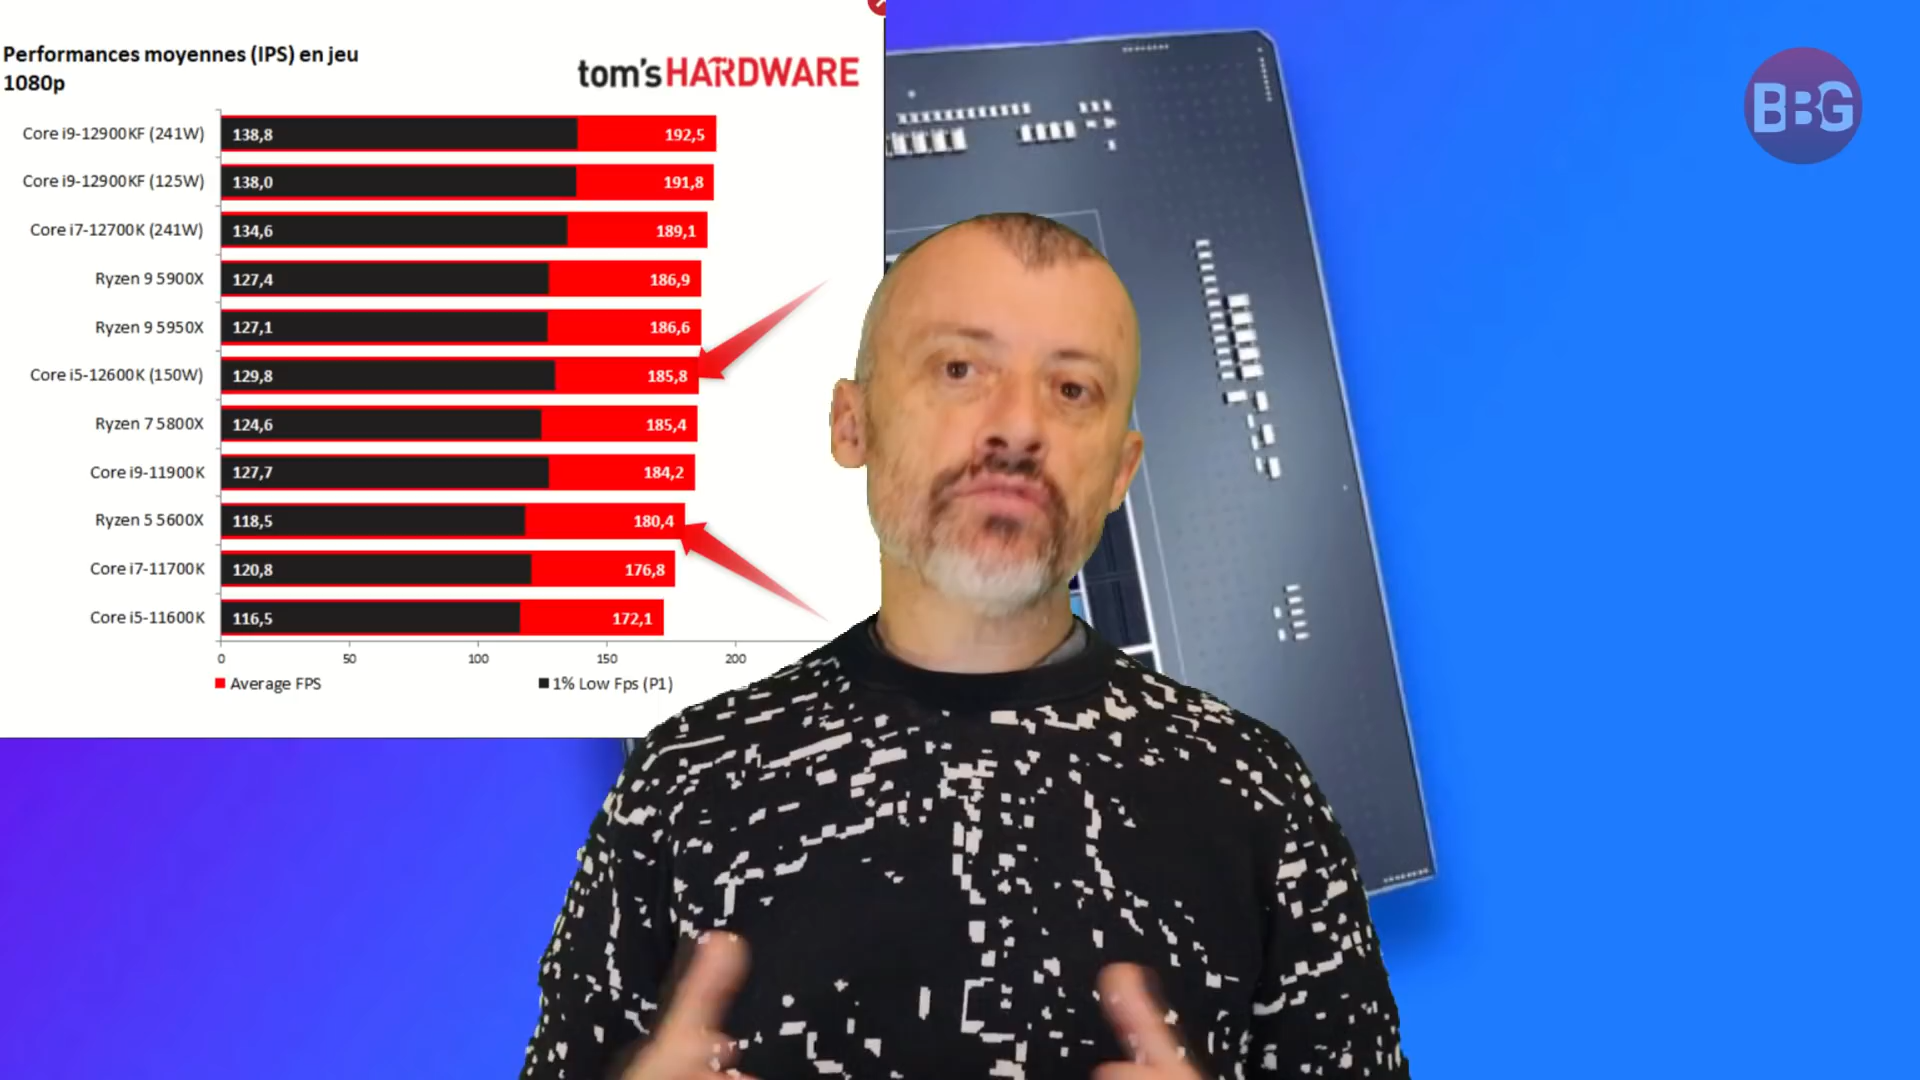 Performances moyennes (IPS) en jeu
1080p
tom's HARDWARE
BBG
Core i9-12900KF (241W) 138,8 192,5
Core i9-12900KF (125W) 138,0 191,8
Core i7-12700K (241W) 134,6 189,1
Ryzen 9 5900X 127,4 186,9
Ryzen 9 5950X 127,1 186,6
Core i5-12600K (150W) 129,8 185,8
Ryzen 7 5800X 124,6 185,4
Core i9-11900K 127,7 184,2
Ryzen 5 5600X 118,5 180,4
Core i7-11700K 120,8 176,8
Core i5-11600K 116,5 172,1
0 50 100 150 200
Average FPS 1% Low Fps (P1)